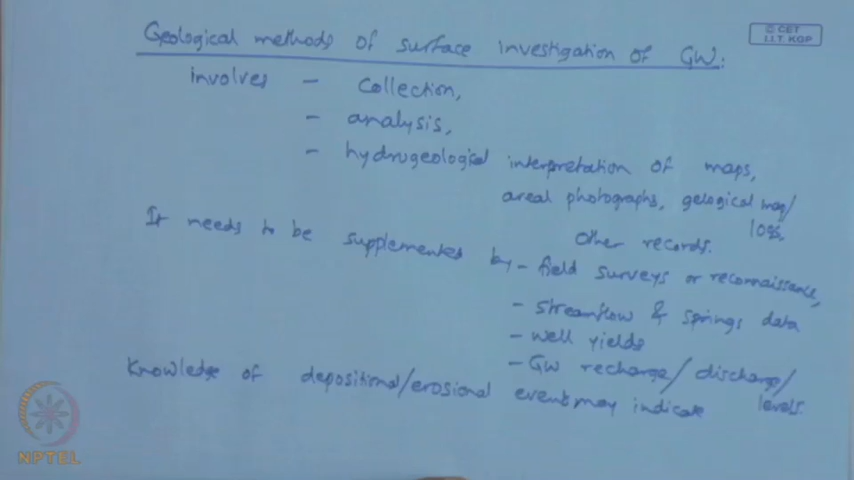 © CET
I.I.T. KGP
Geological methods of surface investigation of GW:
involves - Collection,
- analysis,
- hydrogeological interpretation of maps,
areal photographs, gelogical map/
logs,
Other records.
It needs to be supplemented by - field surveys or reconnaissance,
- streamflow & springs data
- well yields
- GW recharge/discharge/
levels.
Knowledge of depositional/erosional events may indicate
NPTEL